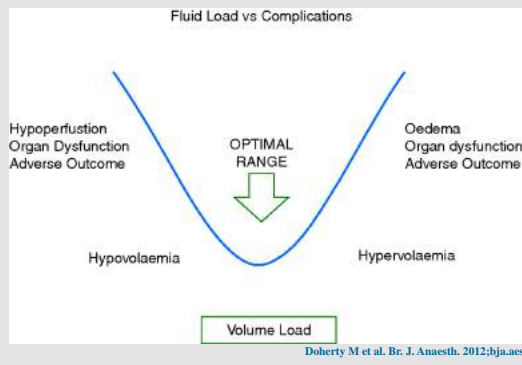 Fluid Load vs Complications
Hypoperfustion
Organ Dysfunction
Adverse Outcome
OPTIMAL
RANGE
Oedema
Organ dysfunction
Adverse Outcome
Hypovolaemia
Hypervolaemia
Volume Load
Doherty M et al. Br. J. Anaesth. 2012;bja.aes